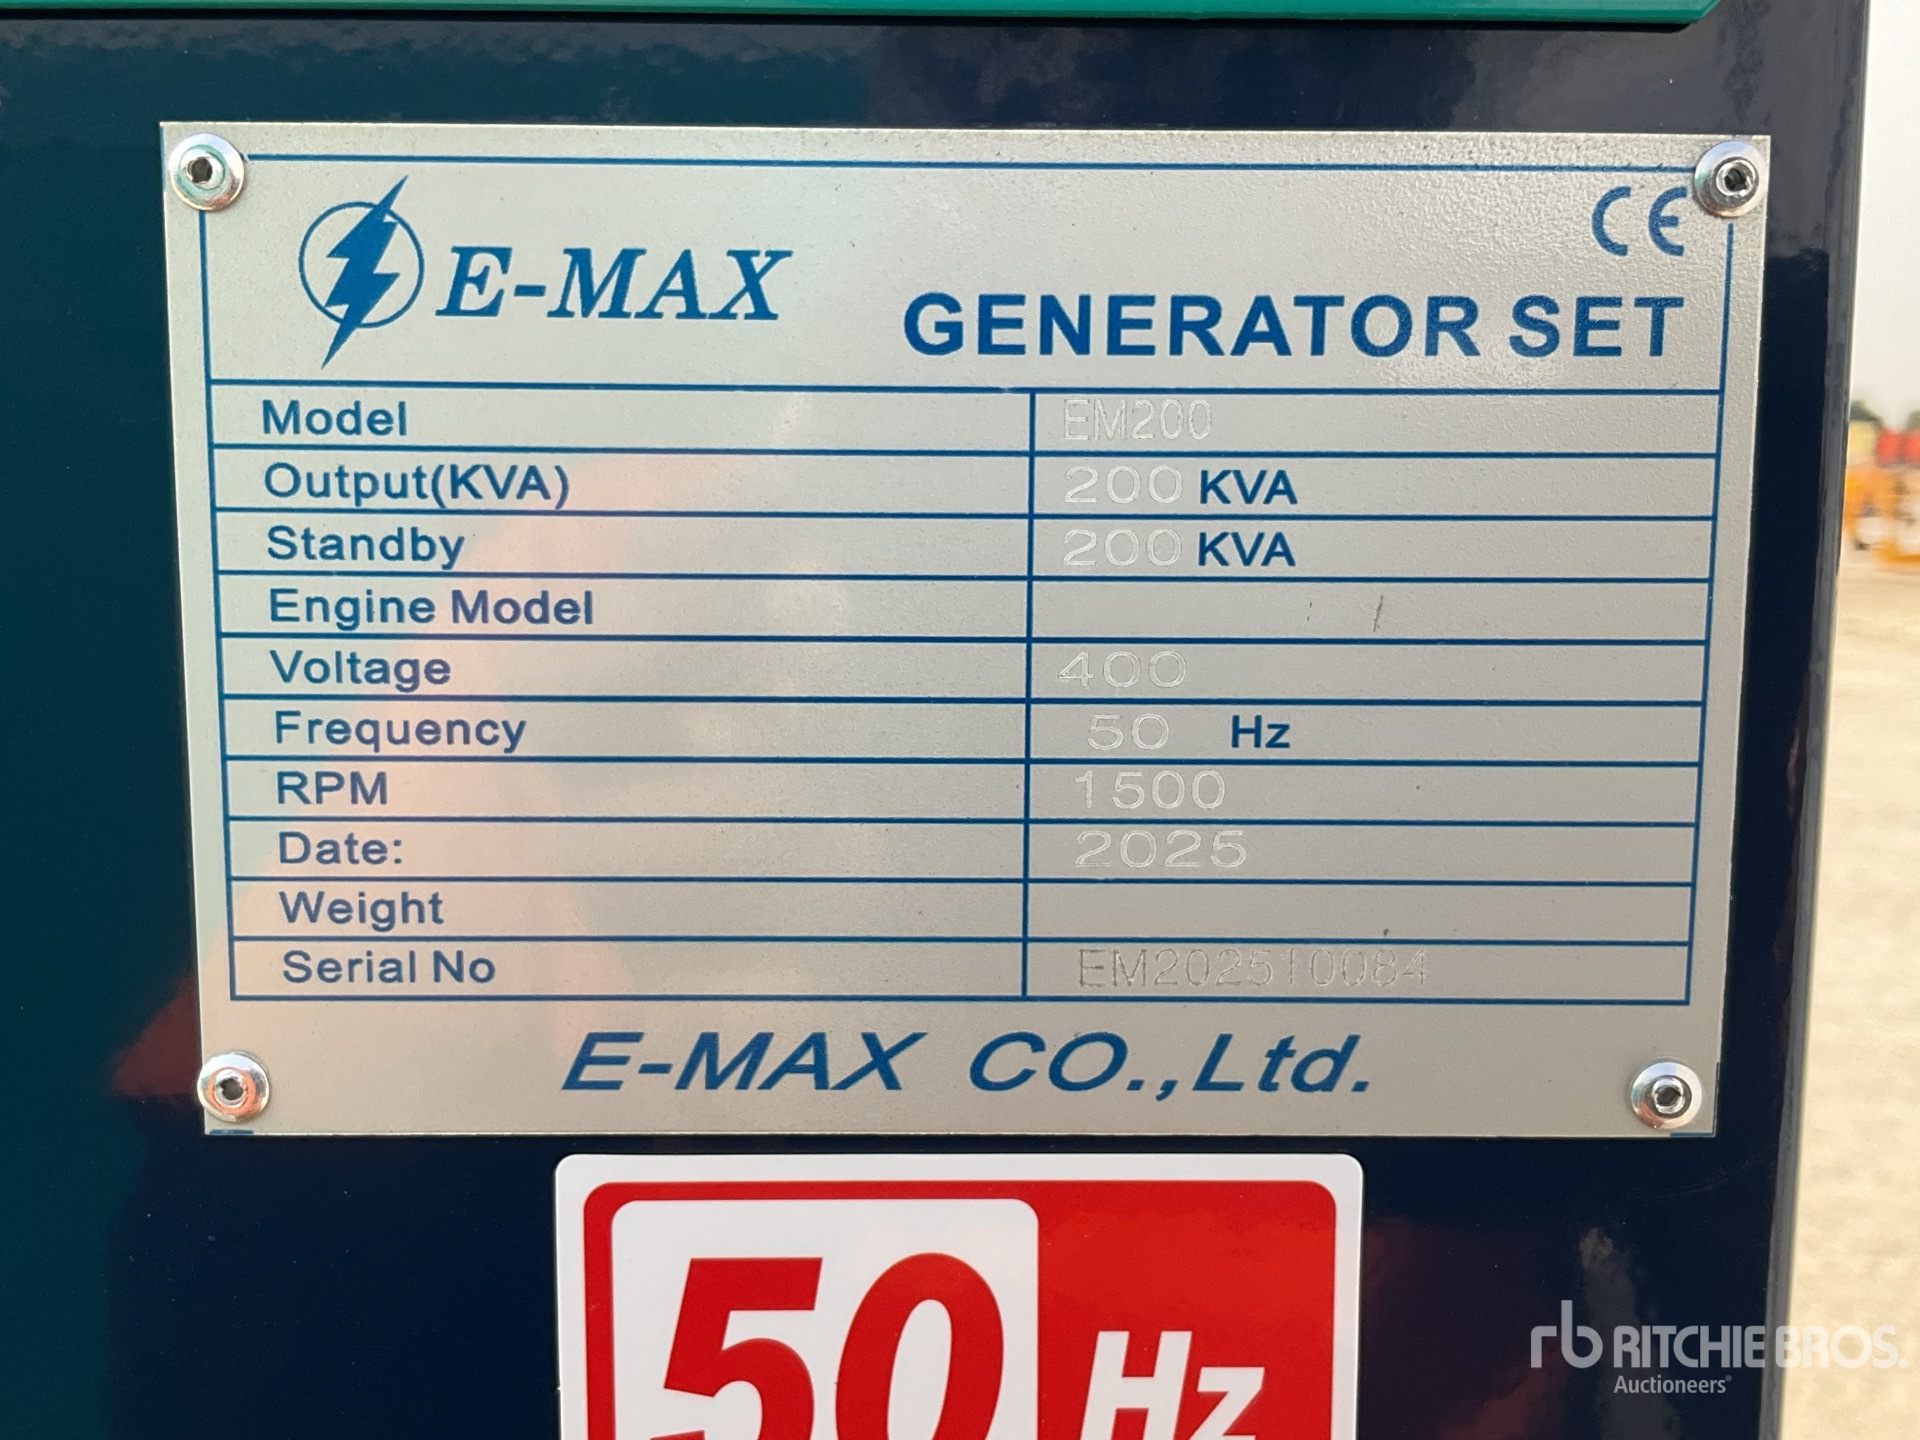 CE
E-MAX GENERATOR SET
Model EM200
Output(KVA) 200 KVA
Standby 200 KVA
Engine Model
Voltage 400
Frequency 50 Hz
RPM 1500
Date: 2025
Weight
Serial No EM202510084
E-MAX CO.,Ltd.
50 Hz
rb RITCHIE BROS.
Auctioneers®